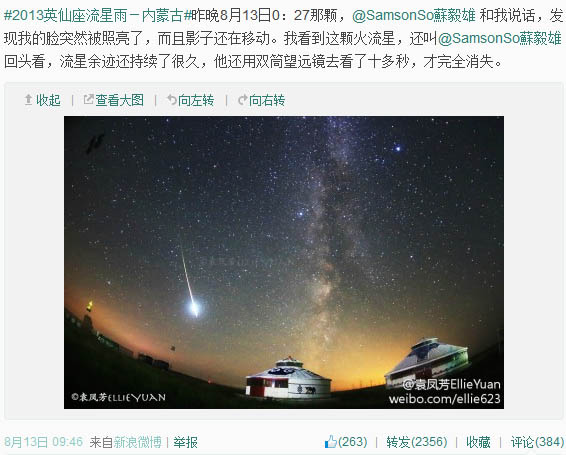 #2013英仙座流星雨－内蒙古#昨晚8月13日0：27那颗，@SamsonSo蘇毅雄 和我说话，发
现我的脸突然被照亮了，而且影子还在移动。我看到这颗火流星，还叫@SamsonSo蘇毅雄
回头看，流星余迹还持续了很久，他还用双筒望远镜去看了十多秒，才完全消失。
收起 | 查看大图 | 向左转 | 向右转
©袁凤芳ELLIEYUAN
@袁凤芳EllieYuan
weibo.com/ellie623
8月13日 09:46 来自新浪微博 | 举报 (263) | 转发(2356) | 收藏 | 评论(384)